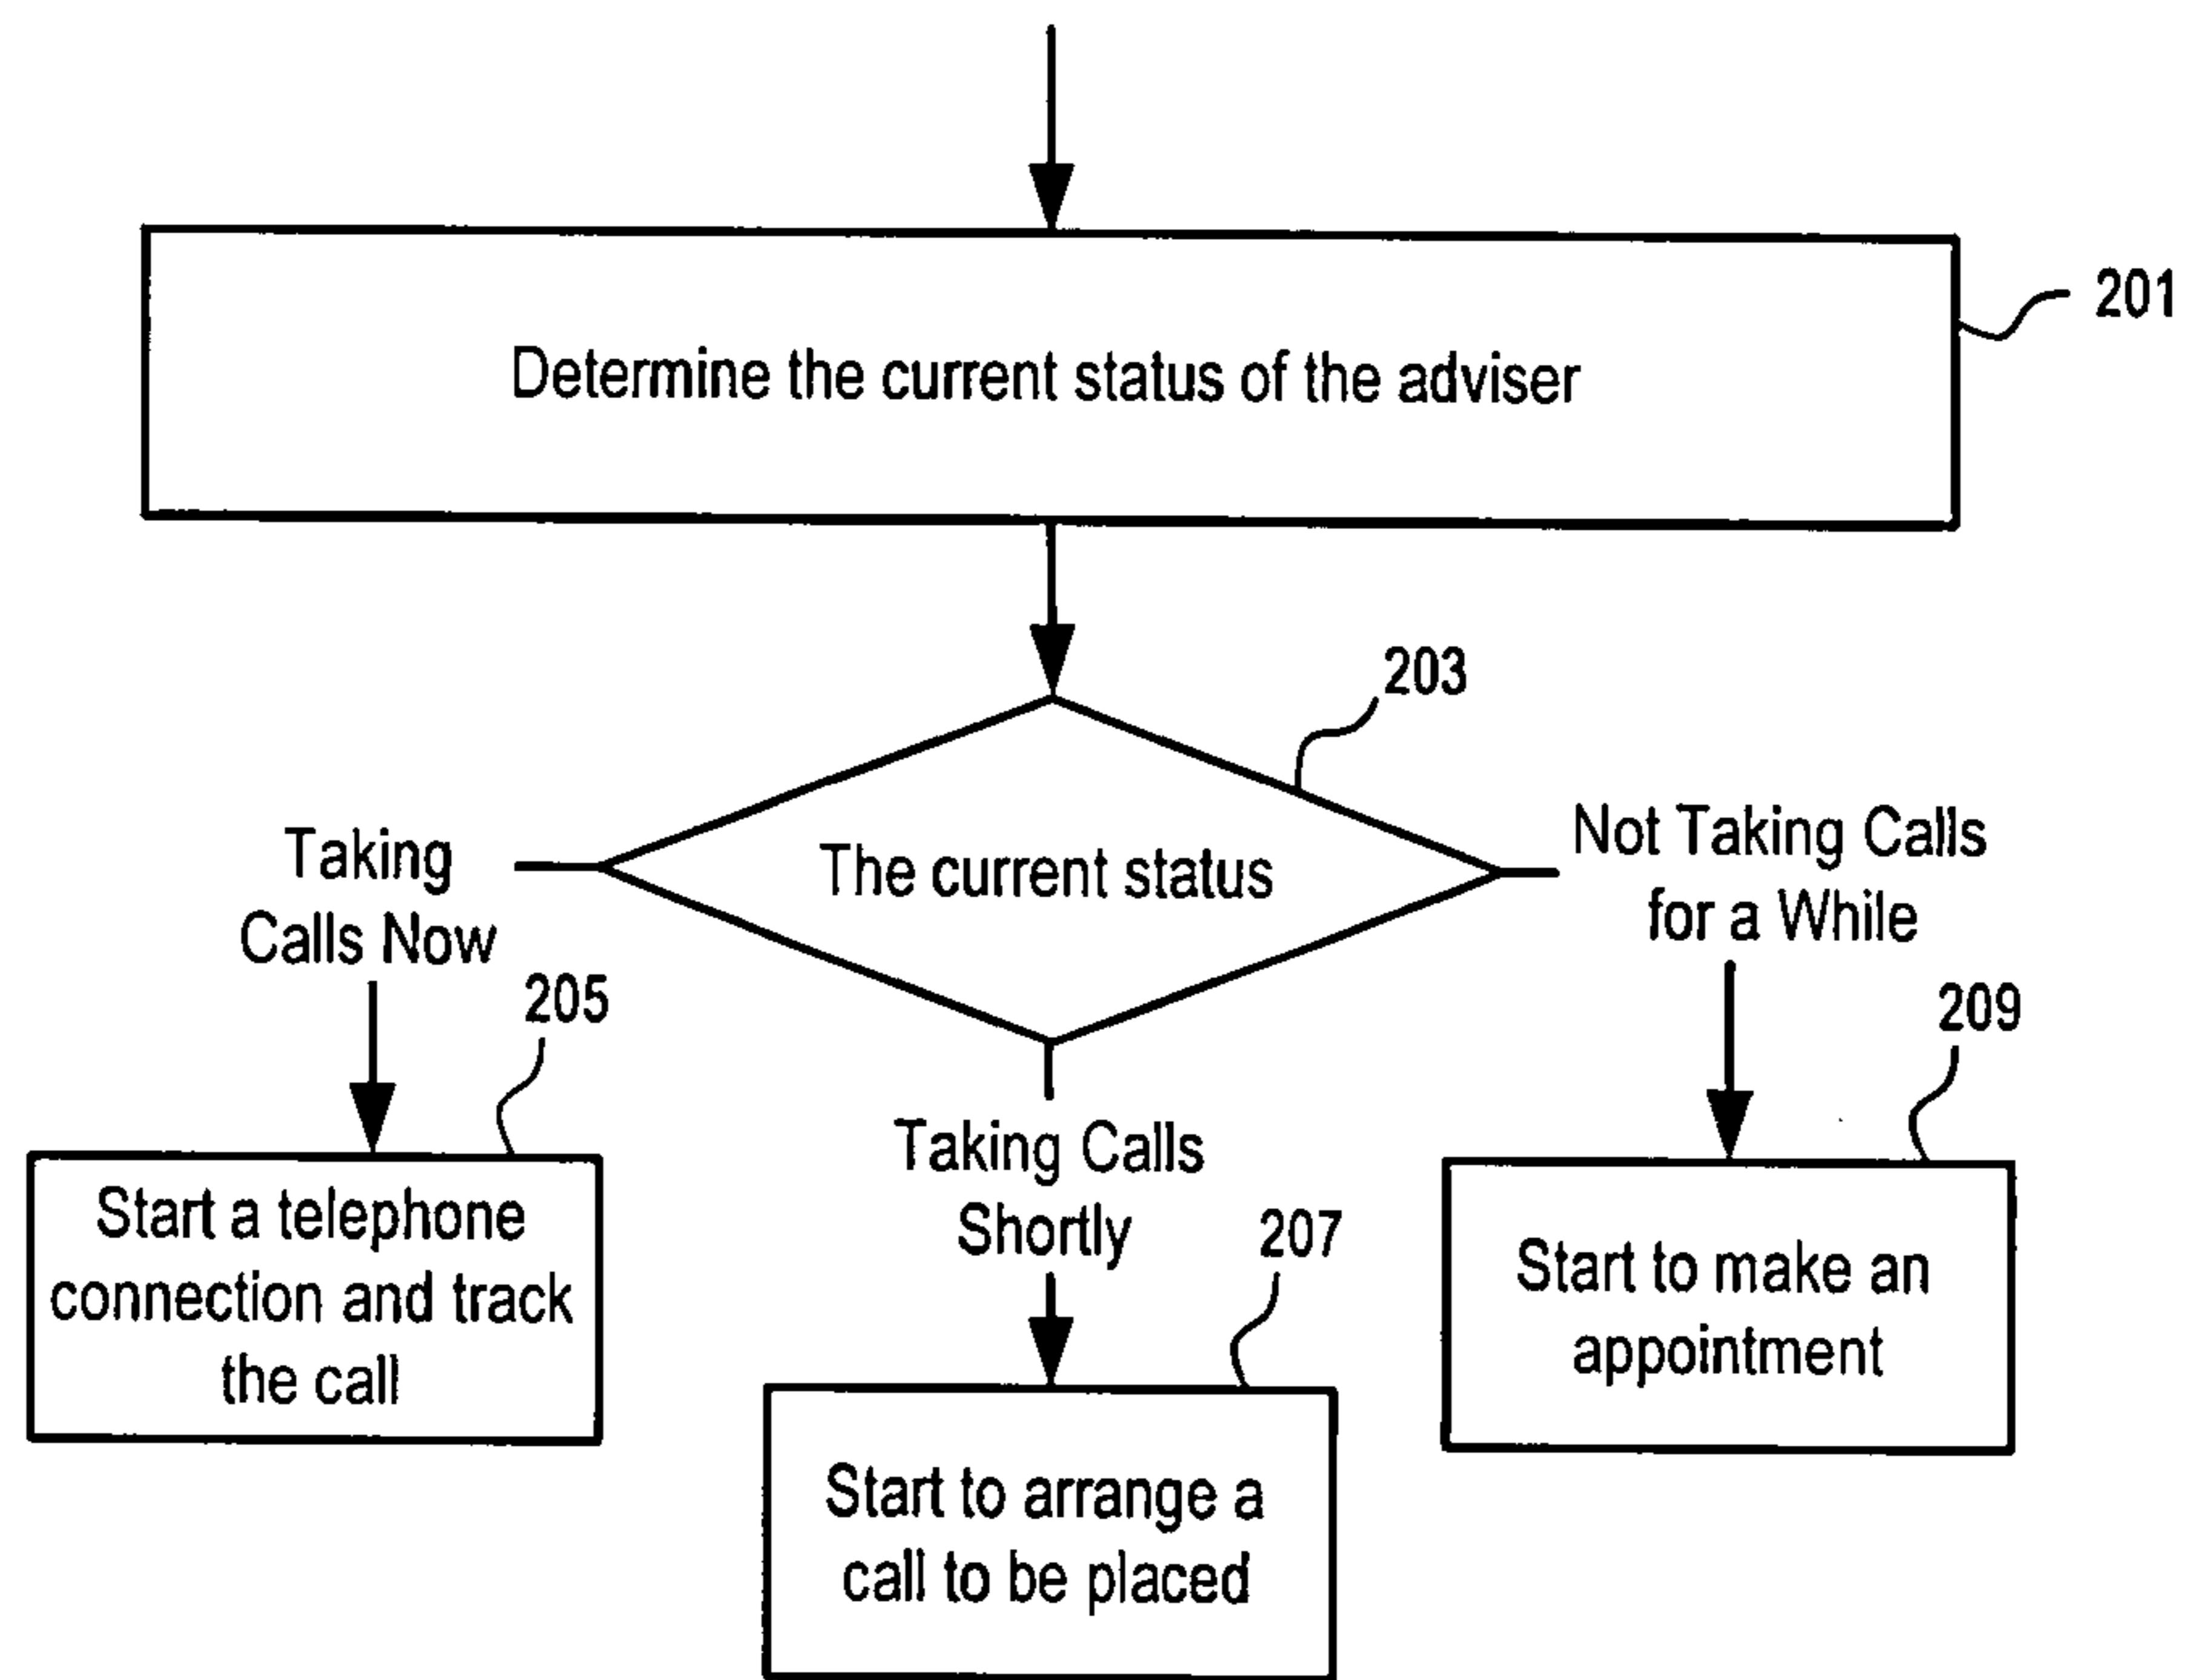 201
Determine the current status of the adviser
203
The current status
Taking
Calls Now
Not Taking Calls
for a While
205
Start a telephone
connection and track
the call
Taking Calls
Shortly
207
Start to arrange a
call to be placed
209
Start to make an
appointment